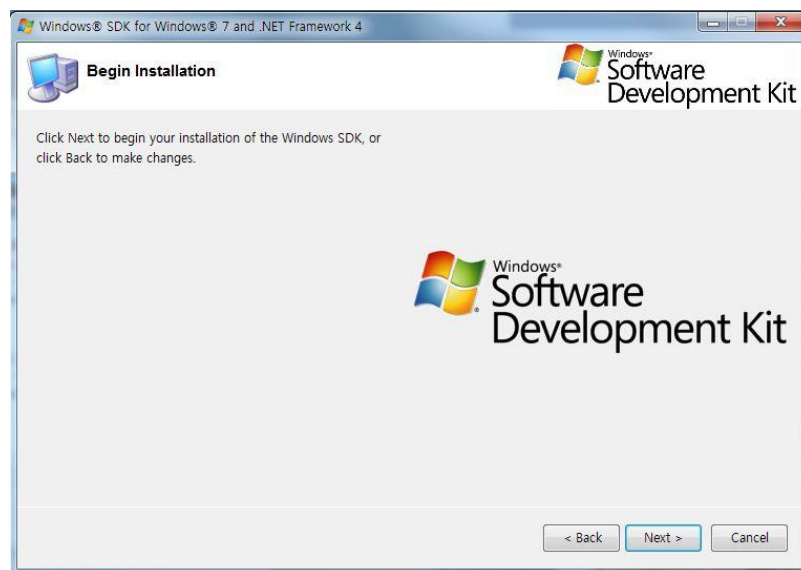 Windows® SDK for Windows® 7 and .NET Framework 4
Begin Installation
Windows®
Software
Development Kit
Click Next to begin your installation of the Windows SDK, or
click Back to make changes.
Windows®
Software
Development Kit
< Back Next > Cancel